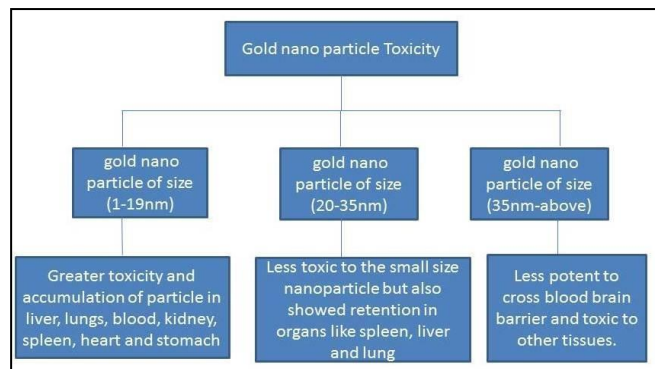 Gold nano particle Toxicity
gold nano
particle of size
(1-19nm)
gold nano
particle of size
(20-35nm)
gold nano
particle of size
(35nm-above)
Greater toxicity and
accumulation of particle in
liver, lungs, blood, kidney,
spleen, heart and stomach
Less toxic to the small size
nanoparticle but also
showed retention in
organs like spleen, liver
and lung
Less potent to
cross blood brain
barrier and toxic to
other tissues.